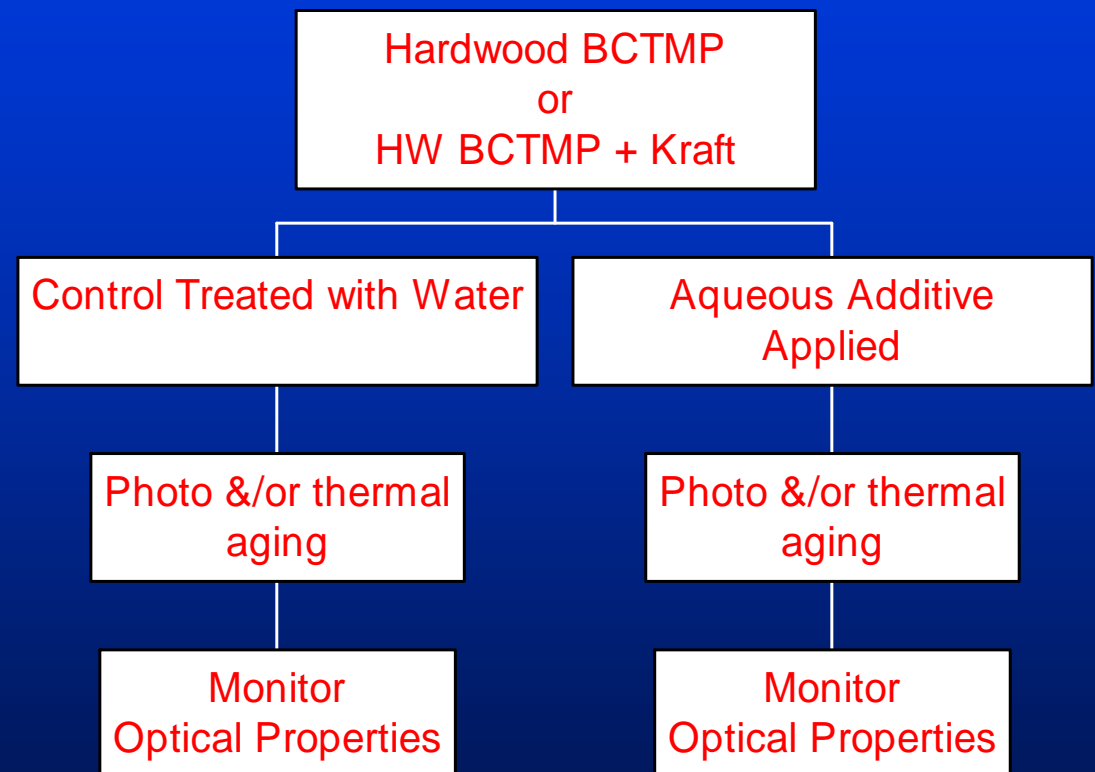 Hardwood BCTMP
or
HW BCTMP + Kraft
Control Treated with Water
Aqueous Additive
Applied
Photo &/or thermal
aging
Photo &/or thermal
aging
Monitor
Optical Properties
Monitor
Optical Properties